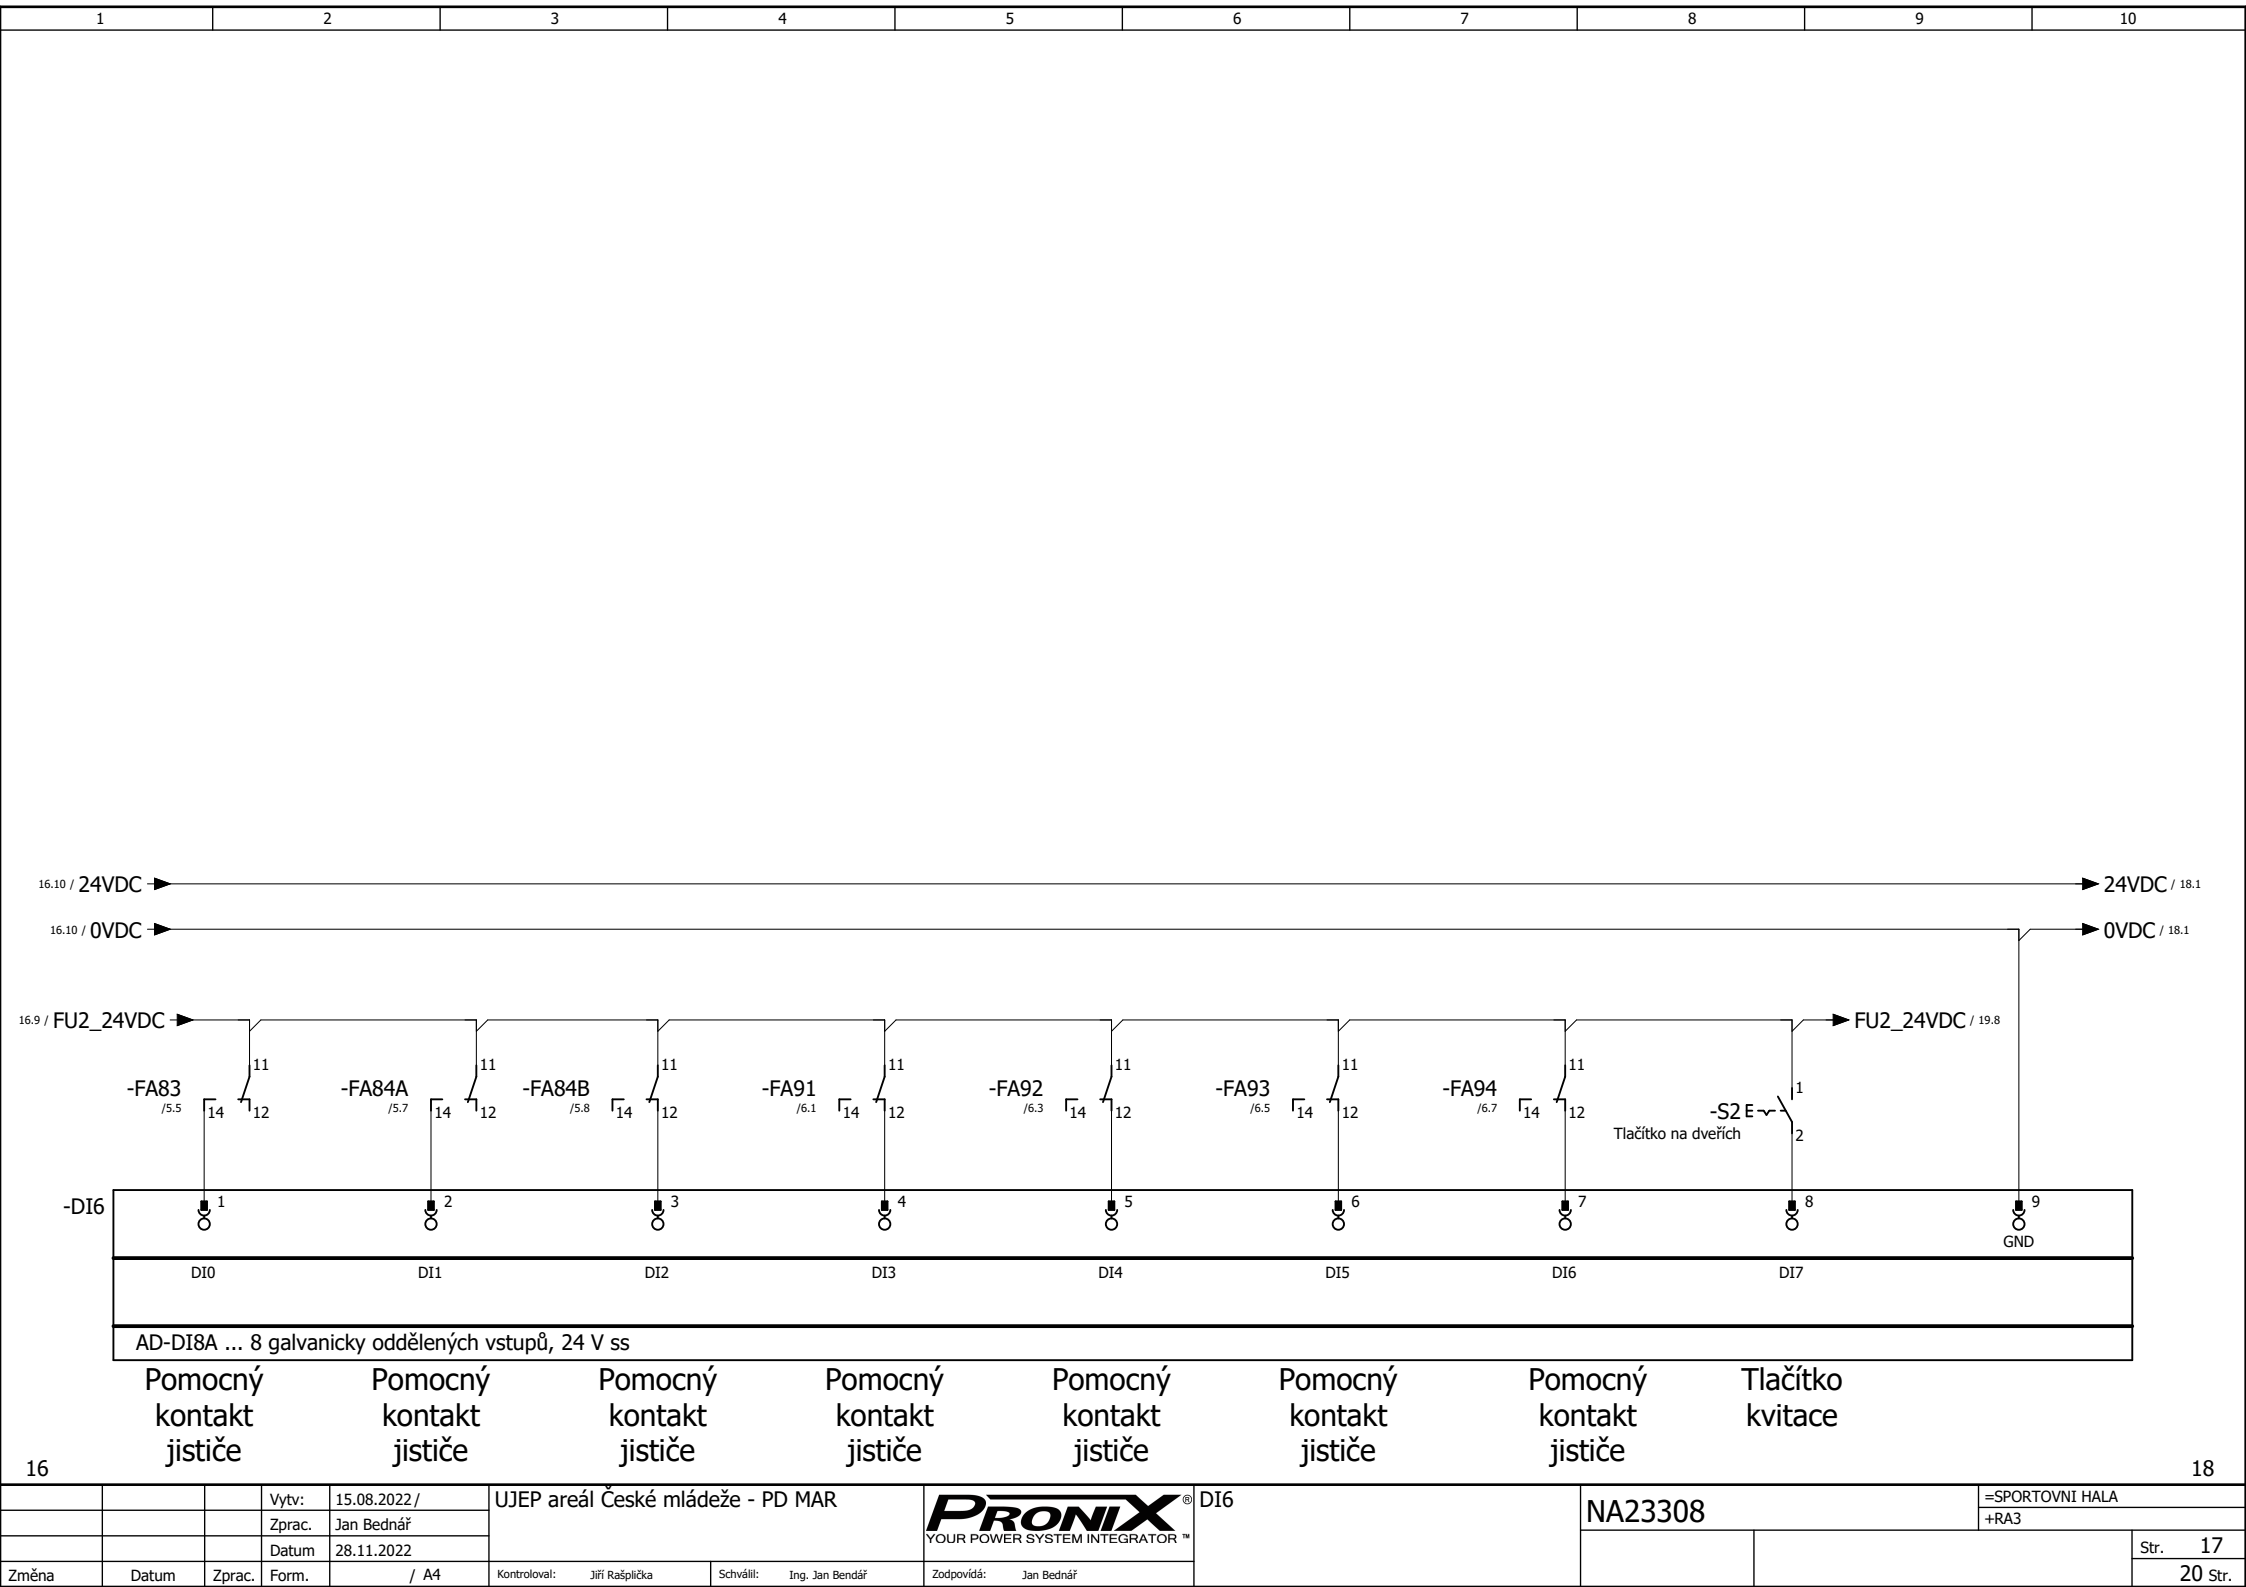 1 2 3 4 5 6 7 8 9 10
16.10 / 24VDC 24VDC / 18.1
16.10 / 0VDC 0VDC / 18.1
16.9 / FU2_24VDC FU2_24VDC / 19.8
11 11 11 11 11 11 11
-FA83 -FA84A -FA84B -FA91 -FA92 -FA93 -FA94 1
/5.5 /5.7 /5.8 /6.1 /6.3 /6.5 /6.7
14 12 14 12 14 12 14 12 14 12 14 12 14 12 -S2 E
Tlačítko na dveřích 2
-DI6 1 2 3 4 5 6 7 8 9
GND
DI0 DI1 DI2 DI3 DI4 DI5 DI6 DI7
AD-DI8A ... 8 galvanicky oddělených vstupů, 24 V ss
Pomocný Pomocný Pomocný Pomocný Pomocný Pomocný Pomocný Tlačítko
kontakt kontakt kontakt kontakt kontakt kontakt kontakt kvitace
jističe jističe jističe jističe jističe jističe jističe
16 18
Vytv: 15.08.2022 / UJEP areál České mládeže - PD MAR PRONIX ® DI6 NA23308 =SPORTOVNI HALA
Zprac. Jan Bednář YOUR POWER SYSTEM INTEGRATOR ™ +RA3
Datum 28.11.2022 Str. 17
Změna Datum Zprac. Form. / A4 Kontroloval: Jiří Rašplička Schválil: Ing. Jan Bendář Zodpovídá: Jan Bednář 20 Str.